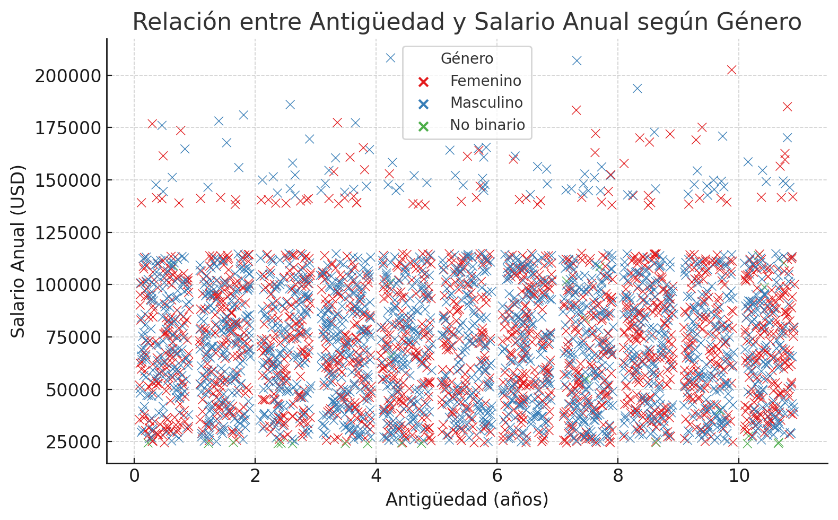 Relación entre Antigüedad y Salario Anual según Género
Género
Femenino
Masculino
No binario
200000
175000
150000
125000
100000
75000
50000
25000
Salario Anual (USD)
0 2 4 6 8 10
Antigüedad (años)